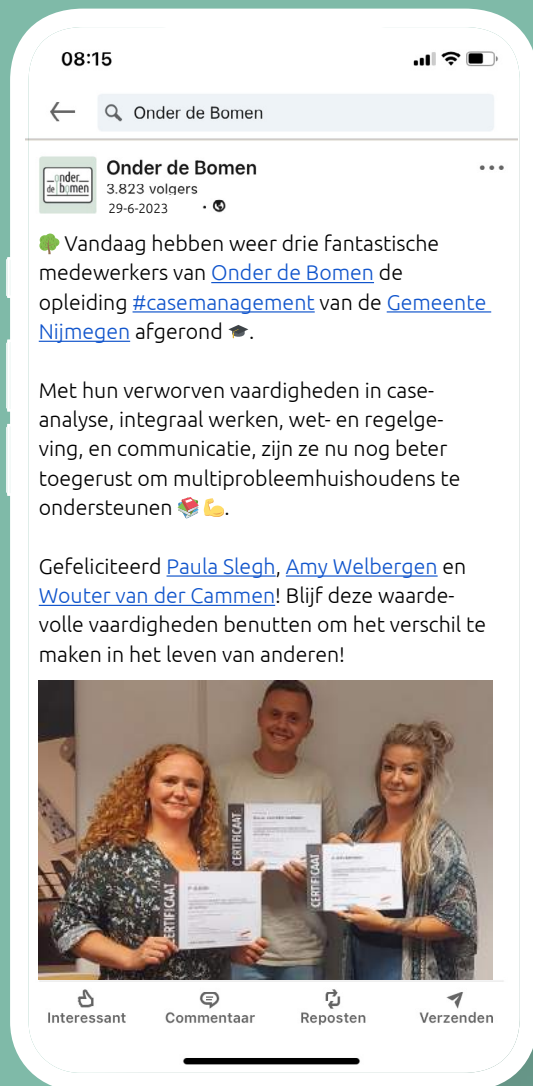 08:15
Onder de Bomen
onder
de bomen
Onder de Bomen
3.823 volgers
29-6-2023
🌳 Vandaag hebben weer drie fantastische
medewerkers van Onder de Bomen de
opleiding #casemanagement van de Gemeente
Nijmegen afgerond 🎓.
Met hun verworven vaardigheden in case-
analyse, integraal werken, wet- en regelge-
ving, en communicatie, zijn ze nu nog beter
toegerust om multiprobleemhuishoudens te
ondersteunen 📚💪.
Gefeliciteerd Paula Slegh, Amy Welbergen en
Wouter van der Cammen! Blijf deze waarde-
volle vaardigheden benutten om het verschil te
maken in het leven van anderen!
CERTIFICAAT
CERTIFICAAT
CERTIFICAAT
Interessant
Commentaar
Reposten
Verzenden